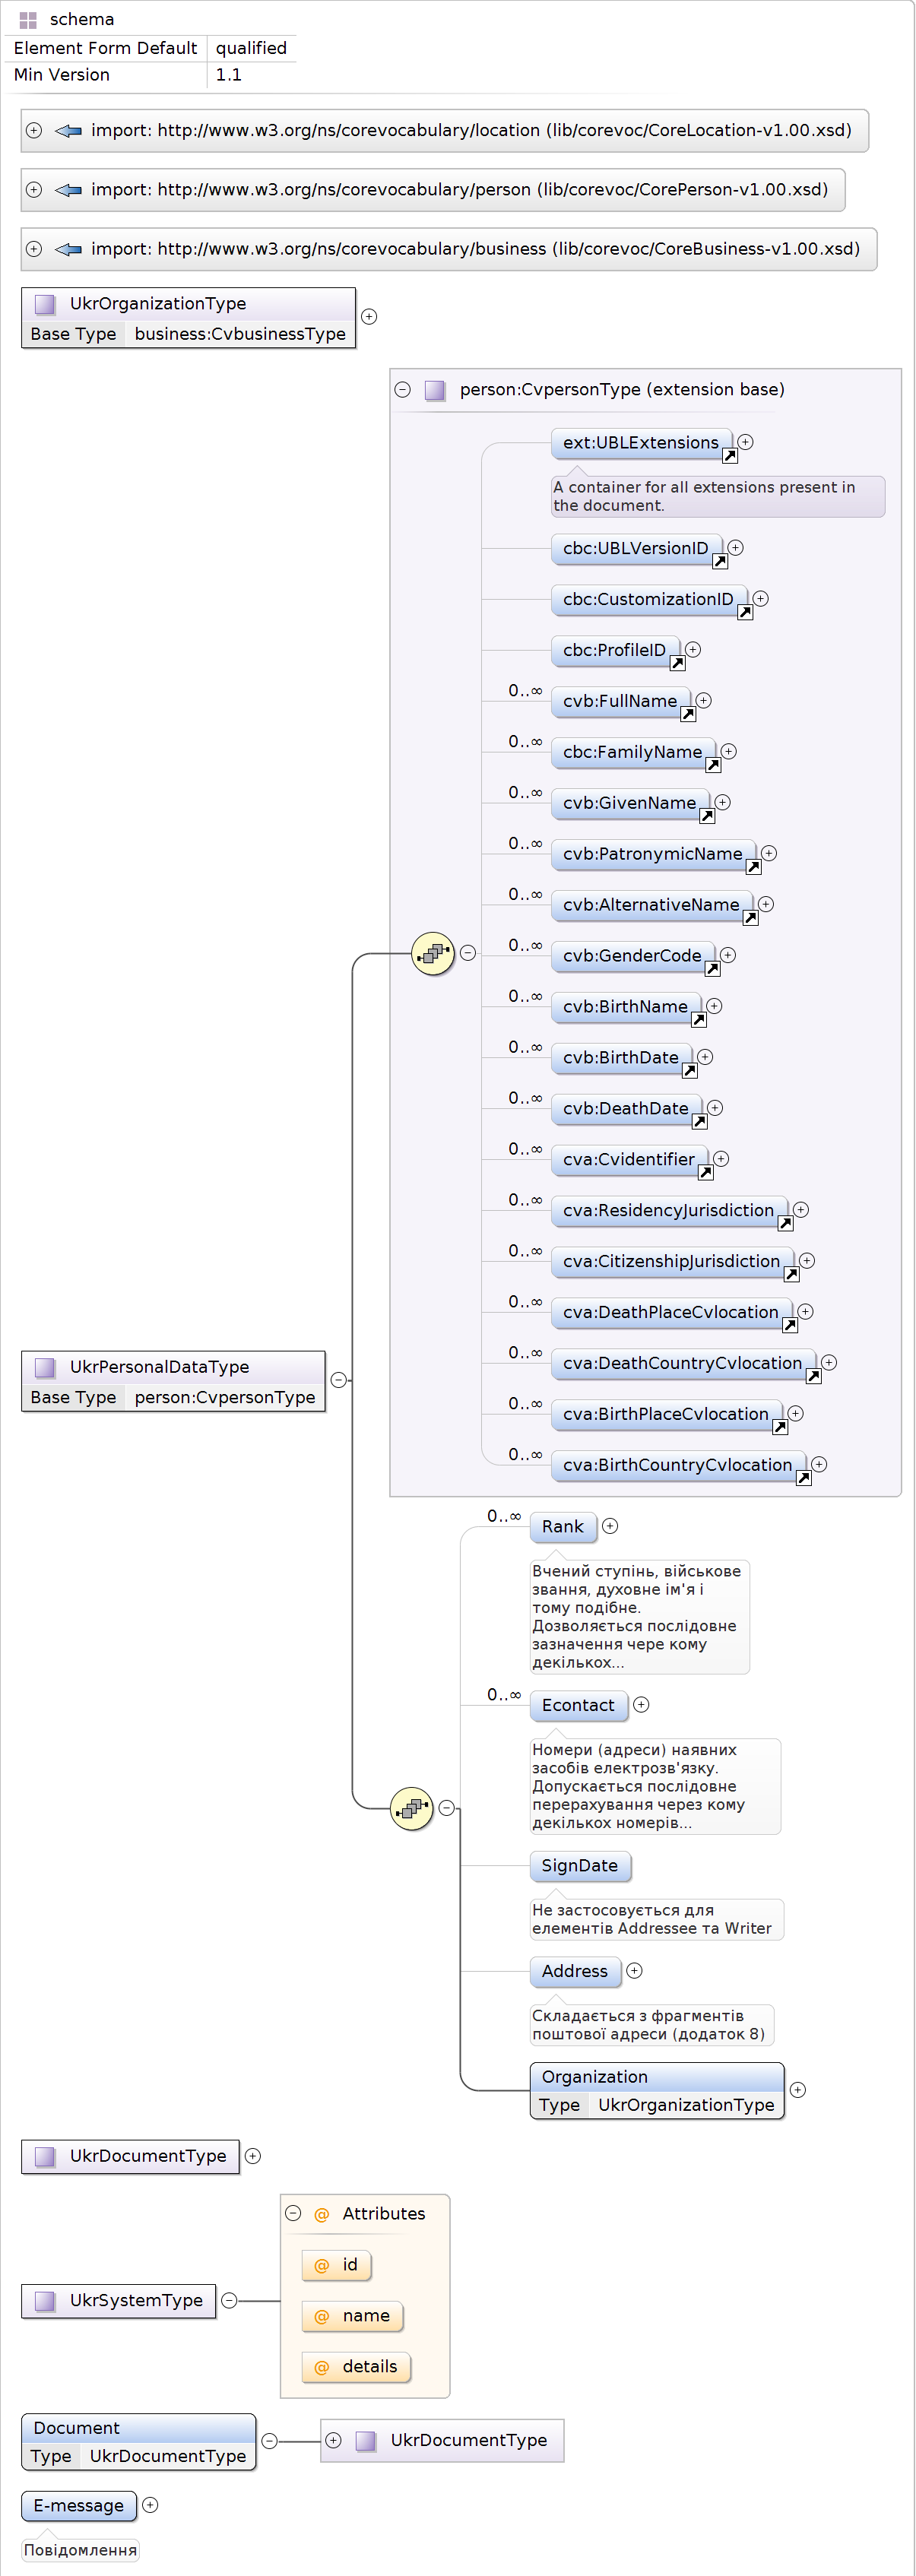 schema
Element Form Default qualified
Min Version 1.1
import: http://www.w3.org/ns/corevocabulary/location (lib/corevoc/CoreLocation-v1.00.xsd)
import: http://www.w3.org/ns/corevocabulary/person (lib/corevoc/CorePerson-v1.00.xsd)
import: http://www.w3.org/ns/corevocabulary/business (lib/corevoc/CoreBusiness-v1.00.xsd)
UkrOrganizationType
Base Type business:CvbusinessType
person:CvpersonType (extension base)
ext:UBLExtensions
A container for all extensions present in
the document.
cbc:UBLVersionID
cbc:CustomizationID
cbc:ProfileID
0..∞
cvb:FullName
0..∞
cbc:FamilyName
0..∞
cvb:GivenName
0..∞
cvb:PatronymicName
0..∞
cvb:AlternativeName
0..∞
cvb:GenderCode
0..∞
cvb:BirthName
0..∞
cvb:BirthDate
0..∞
cvb:DeathDate
0..∞
cva:Cvidentifier
0..∞
cva:ResidencyJurisdiction
0..∞
cva:CitizenshipJurisdiction
0..∞
cva:DeathPlaceCvlocation
0..∞
cva:DeathCountryCvlocation
0..∞
cva:BirthPlaceCvlocation
0..∞
cva:BirthCountryCvlocation
UkrPersonalDataType
Base Type person:CvpersonType
0..∞
Rank
Вчений ступінь, військове
звання, духовне ім'я і
тому подібне.
Дозволяється послідовне
зазначення чере кому
декількох...
0..∞
Econtact
Номери (адреси) наявних
засобів електрозв'язку.
Допускається послідовне
перерахування через кому
декількох номерів...
SignDate
Не застосовується для
елементів Addressee та Writer
Address
Складається з фрагментів
поштової адреси (додаток 8)
Organization
Type UkrOrganizationType
UkrDocumentType
@ Attributes
@ id
UkrSystemType
@ name
@ details
Document
Type UkrDocumentType
UkrDocumentType
E-message
Повідомлення